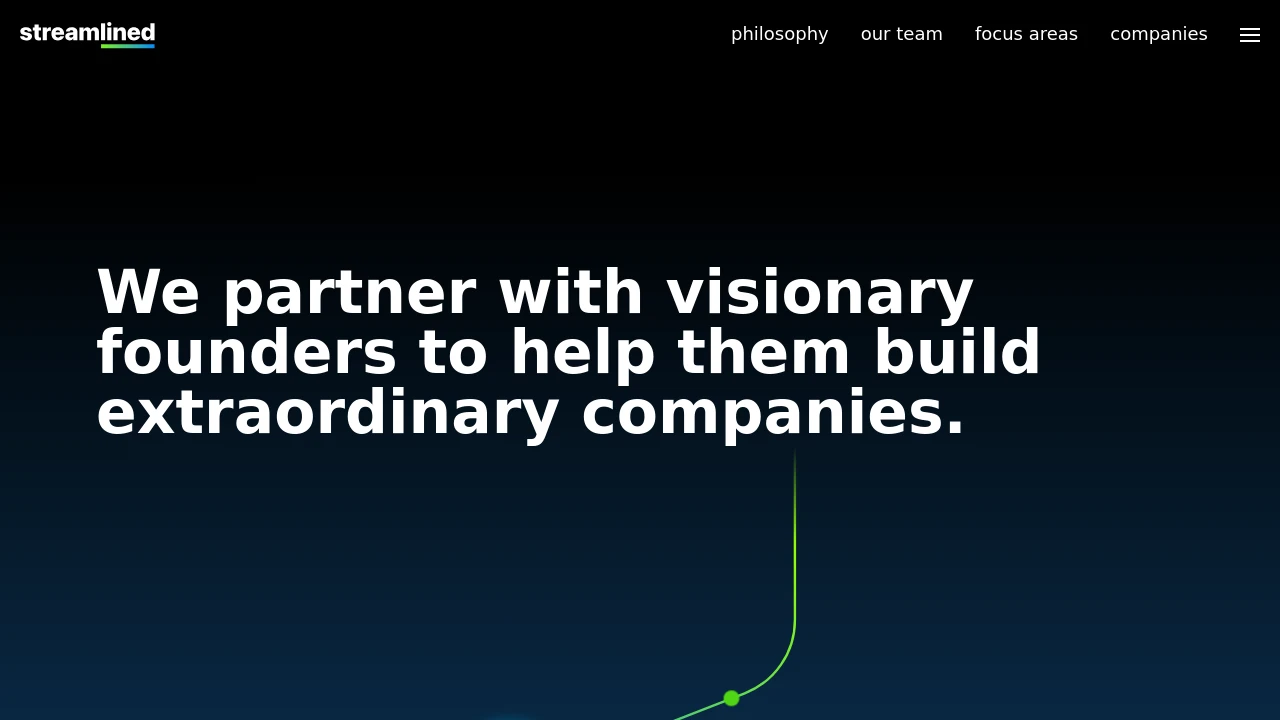 streamlined
philosophy
our team
focus areas
companies
We partner with visionary
founders to help them build
extraordinary companies.